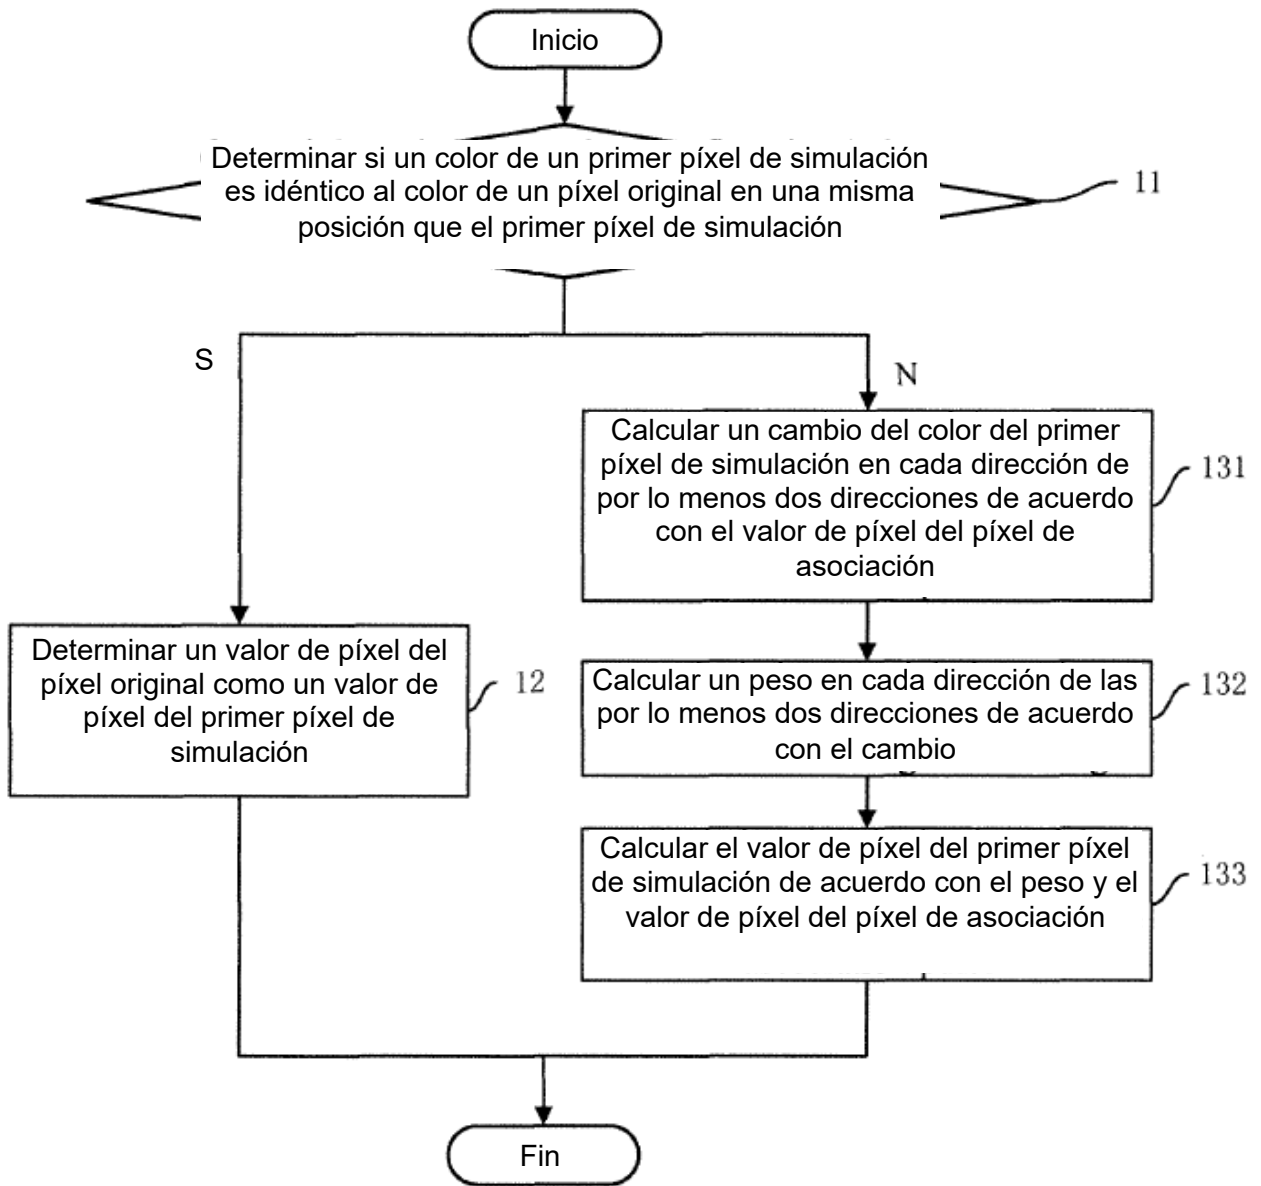 Inicio
Determinar si un color de un primer píxel de simulación
es idéntico al color de un píxel original en una misma
posición que el primer píxel de simulación
11
S
N
Calcular un cambio del color del primer
píxel de simulación en cada dirección de
por lo menos dos direcciones de acuerdo
con el valor de píxel del píxel de
asociación
131
Determinar un valor de píxel del
píxel original como un valor de
píxel del primer píxel de
simulación
12
Calcular un peso en cada dirección de las
por lo menos dos direcciones de acuerdo
con el cambio
132
Calcular el valor de píxel del primer píxel
de simulación de acuerdo con el peso y el
valor de píxel del píxel de asociación
133
Fin